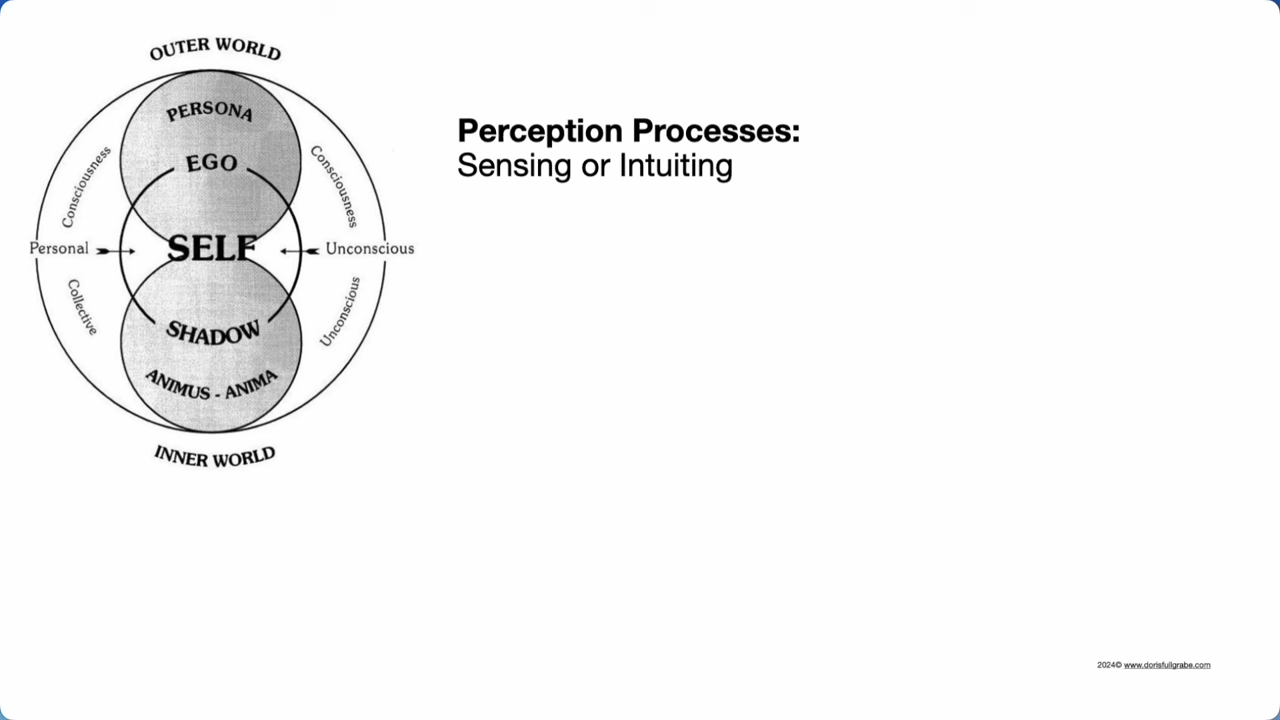 OUTER WORLD
PERSONA
EGO
Consciousness
Consciousness
Personal
SELF
Unconscious
Collective
Unconscious
SHADOW
ANIMUS - ANIMA
INNER WORLD
Perception Processes:
Sensing or Intuiting
2024© www.dorisfullgrabe.com